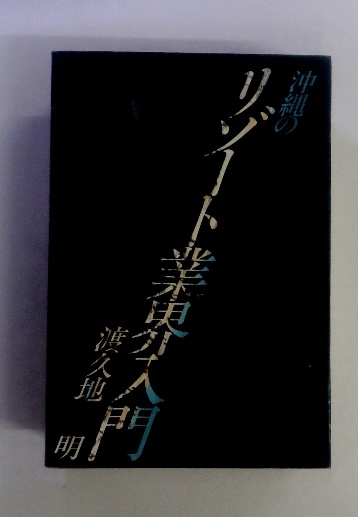 沖縄の
リゾート業界入門
渡久地 明